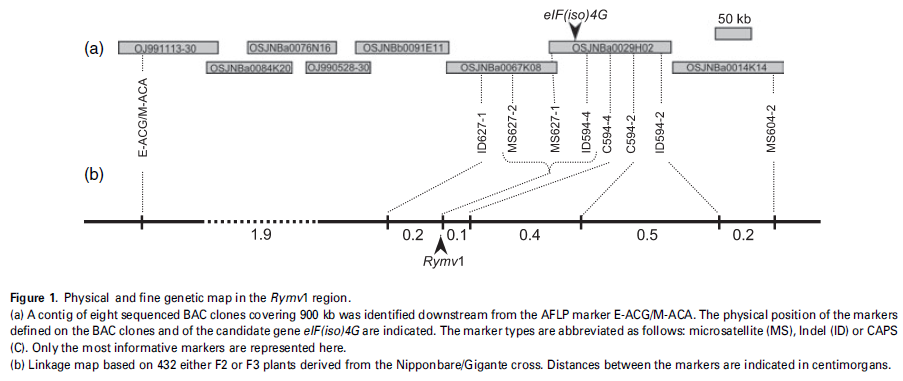 eIF(iso)4G
50 kb
(a)
OJ991113-30
OSJNBa0076N16
OSJNBb0091E11
OSJNBa0029H02
OSJNBa0084K20
OJ990528-30
OSJNBa0067K08
OSJNBa0014K14
E-ACG/M-ACA
ID627-1
MS627-2
MS627-1
ID594-4
C594-4
C594-2
ID594-2
MS604-2
(b)
1.9
0.2
0.1
0.4
0.5
0.2
Rymv1
Figure 1. Physical and fine genetic map in the Rymv1 region.
(a) A contig of eight sequenced BAC clones covering 900 kb was identified downstream from the AFLP marker E-ACG/M-ACA. The physical position of the markers
defined on the BAC clones and of the candidate gene eIF(iso)4G are indicated. The marker types are abbreviated as follows: microsatellite (MS), Indel (ID) or CAPS
(C). Only the most informative markers are represented here.
(b) Linkage map based on 432 either F2 or F3 plants derived from the Nipponbare/Gigante cross. Distances between the markers are indicated in centimorgans.